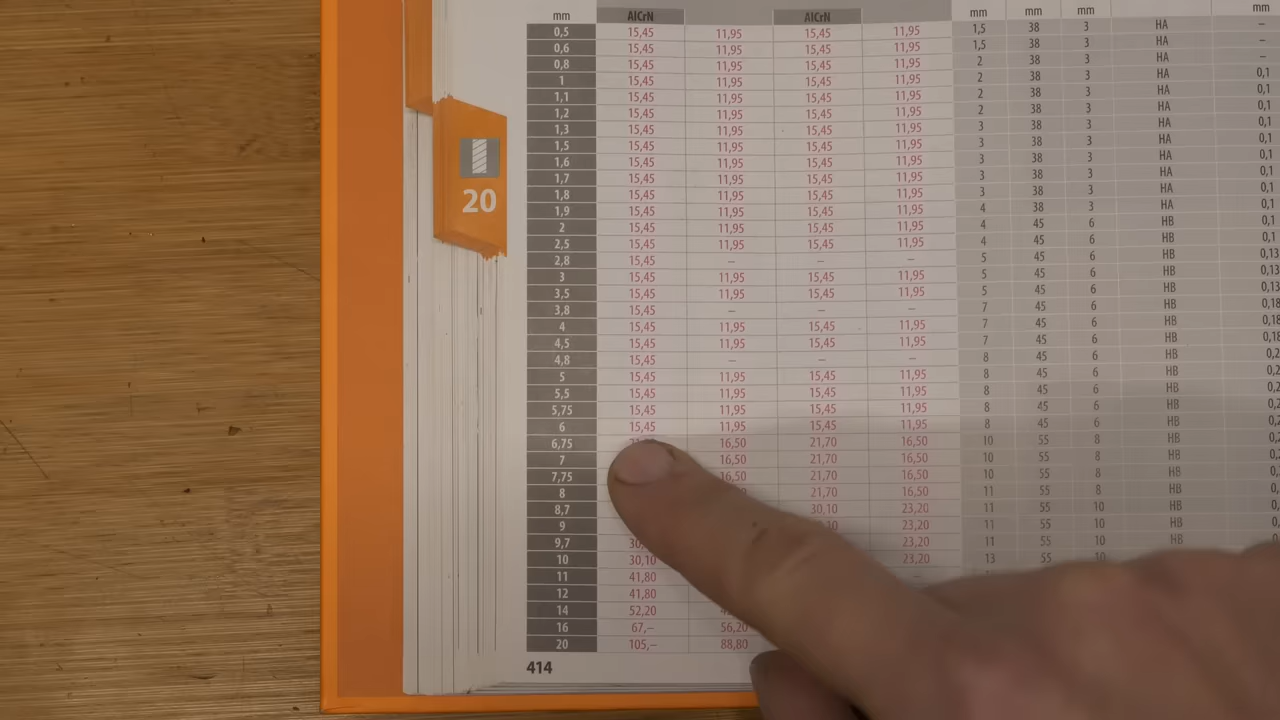 mm AlCrN AlCrN mm mm mm mm
0,5 15,45 11,95 15,45 11,95 1,5 38 3 HA –
0,6 15,45 11,95 15,45 11,95 1,5 38 3 HA –
0,8 15,45 11,95 15,45 11,95 2 38 3 HA –
1 15,45 11,95 15,45 11,95 2 38 3 HA 0,1
1,1 15,45 11,95 15,45 11,95 2 38 3 HA 0,1
1,2 15,45 11,95 15,45 11,95 2 38 3 HA 0,1
1,3 15,45 11,95 15,45 11,95 3 38 3 HA 0,1
1,5 15,45 11,95 15,45 11,95 3 38 3 HA 0,1
1,6 15,45 11,95 15,45 11,95 3 38 3 HA 0,1
1,7 15,45 11,95 15,45 11,95 3 38 3 HA 0,1
1,8 15,45 11,95 15,45 11,95 3 38 3 HA 0,1
1,9 15,45 11,95 15,45 11,95 4 38 3 HA 0,1
20
2 15,45 11,95 15,45 11,95 4 45 6 HB 0,1
2,5 15,45 11,95 15,45 11,95 4 45 6 HB 0,1
2,8 15,45 – – – 5 45 6 HB 0,13
3 15,45 11,95 15,45 11,95 5 45 6 HB 0,13
3,5 15,45 11,95 15,45 11,95 5 45 6 HB 0,13
3,8 15,45 – – – 7 45 6 HB 0,18
4 15,45 11,95 15,45 11,95 7 45 6 HB 0,18
4,5 15,45 11,95 15,45 11,95 7 45 6 HB 0,18
4,8 15,45 – – – 8 45 6 HB
5 15,45 11,95 15,45 11,95 8 45 6 HB
5,5 15,45 11,95 15,45 11,95 8 45 6 HB
5,75 15,45 11,95 15,45 11,95 8 45 6 HB
6 15,45 11,95 15,45 11,95 8 45 6 HB
6,75 16,50 21,70 16,50 10 55 8 HB
7 16,50 21,70 16,50 10 55 8 HB
7,75 16,50 21,70 16,50 10 55 8 HB
8 21,70 16,50 11 55 8 HB
8,7 30,10 23,20 11 55 10 HB
9 23,20 11 55 10 HB
9,7 23,20 11 55 10 HB
10 30,10 23,20 13 55 10
11 41,80
12 41,80
14 52,20
16 67,– 56,20
20 105,– 88,80
414